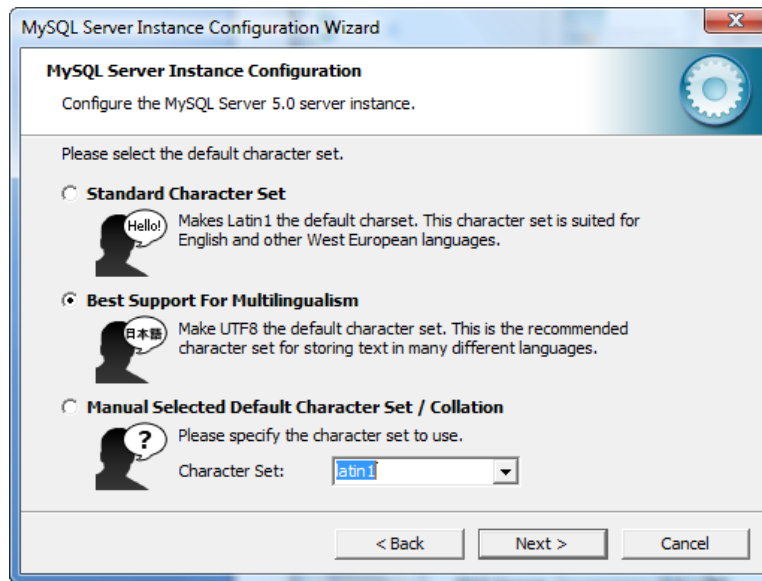 MySQL Server Instance Configuration Wizard
MySQL Server Instance Configuration
Configure the MySQL Server 5.0 server instance.
Please select the default character set.
Standard Character Set
Hello!
Makes Latin1 the default charset. This character set is suited for
English and other West European languages.
Best Support For Multilingualism
日本語
Make UTF8 the default character set. This is the recommended
character set for storing text in many different languages.
Manual Selected Default Character Set / Collation
?
Please specify the character set to use.
Character Set: latin1
< Back Next > Cancel